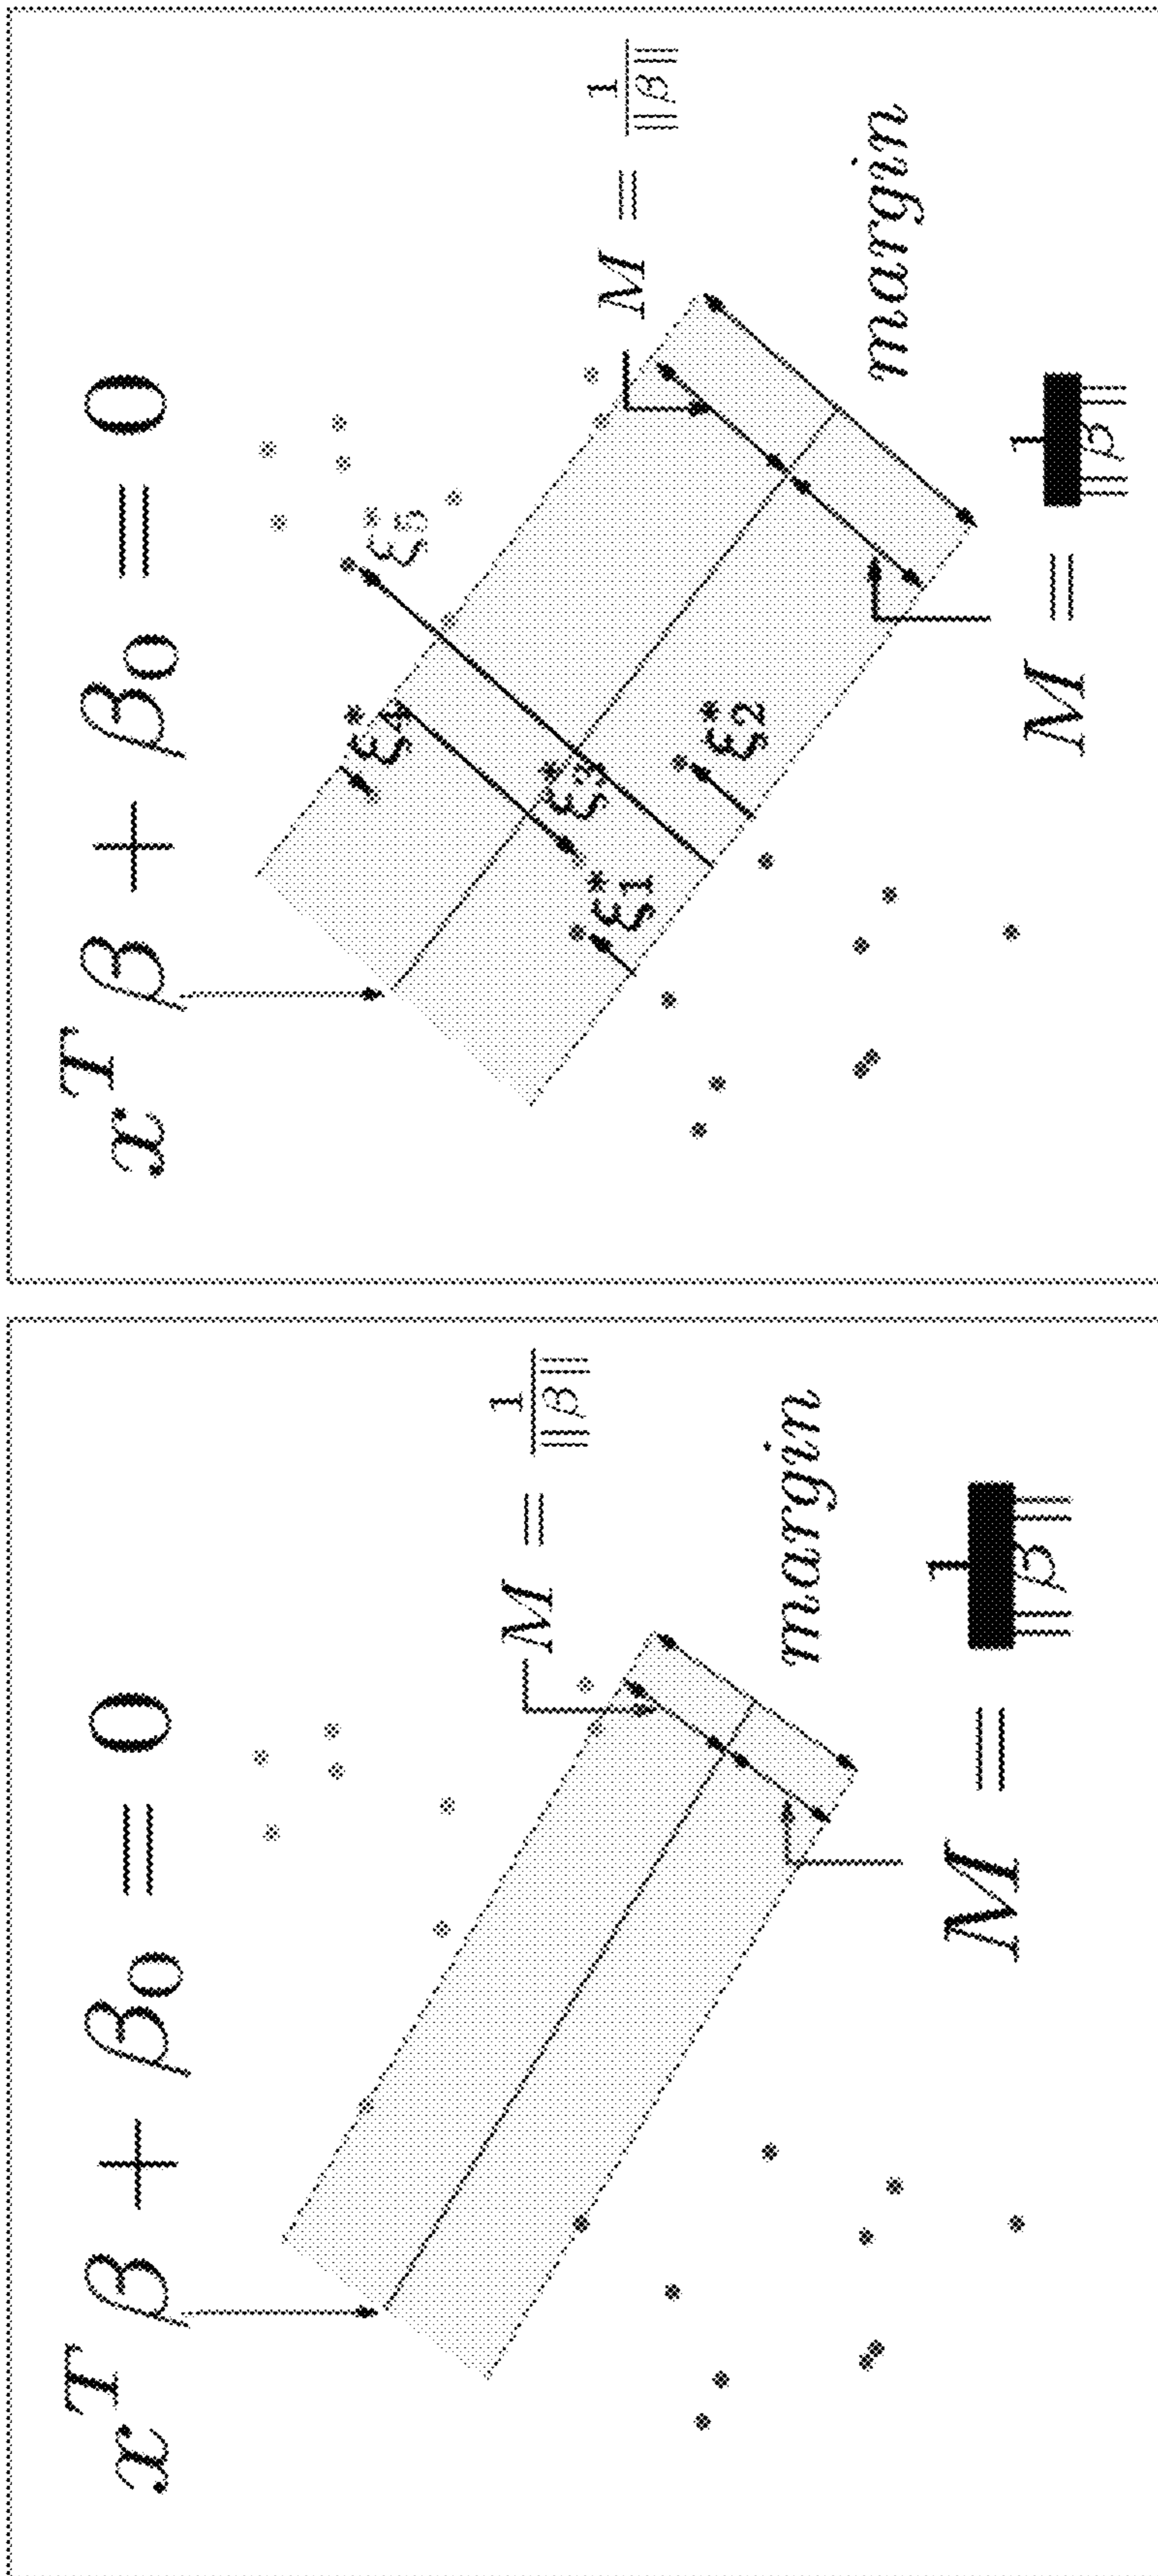 x^T β + β_0 = 0
M = 1/||β||
margin
M = 1/||β||
x^T β + β_0 = 0
ξ*_4
ξ*_5
ξ*_3
ξ*_1
ξ*_2
M = 1/||β||
margin
M = 1/||β||